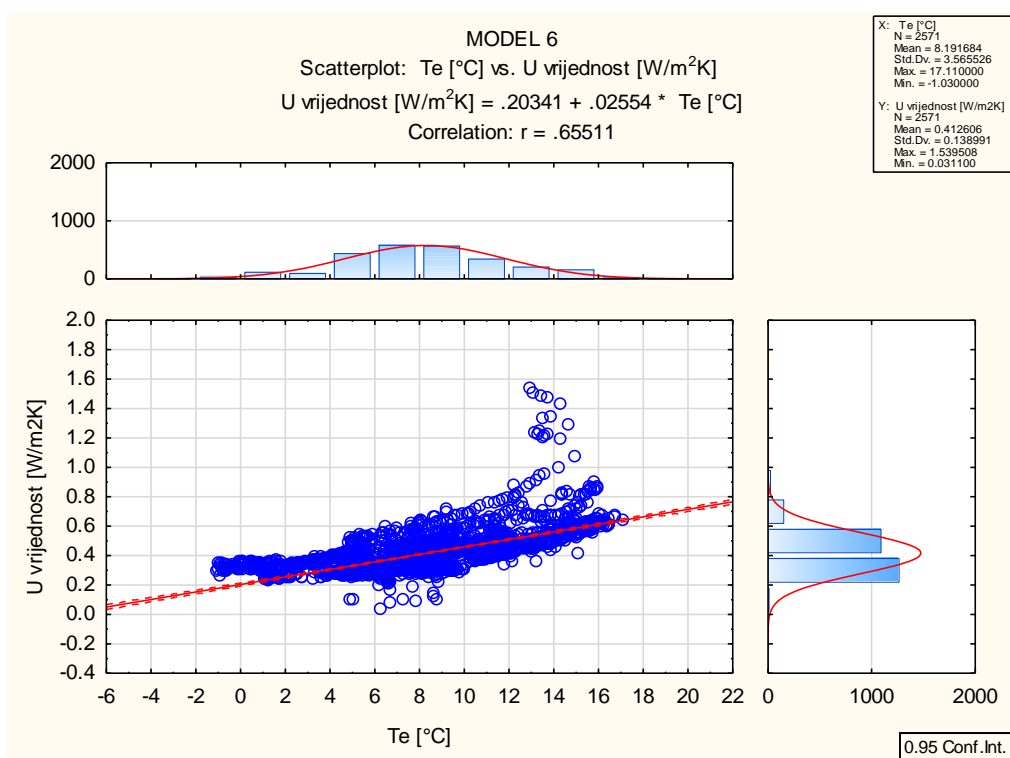 MODEL 6
Scatterplot: Te [°C] vs. U vrijednost [W/m²K]
U vrijednost [W/m²K] = .20341 + .02554 * Te [°C]
Correlation: r = .65511
X: Te [°C]
N = 2571
Mean = 8.191684
Std.Dv. = 3.565526
Max. = 17.110000
Min. = -1.030000
Y: U vrijednost [W/m2K]
N = 2571
Mean = 0.412606
Std.Dv. = 0.138991
Max. = 1.539508
Min. = 0.031100
2000
1000
0
U vrijednost [W/m2K]
2.0
1.8
1.6
1.4
1.2
1.0
0.8
0.6
0.4
0.2
0.0
-0.2
-0.4
-6 -4 -2 0 2 4 6 8 10 12 14 16 18 20 22
Te [°C]
0 1000 2000
0.95 Conf.Int.